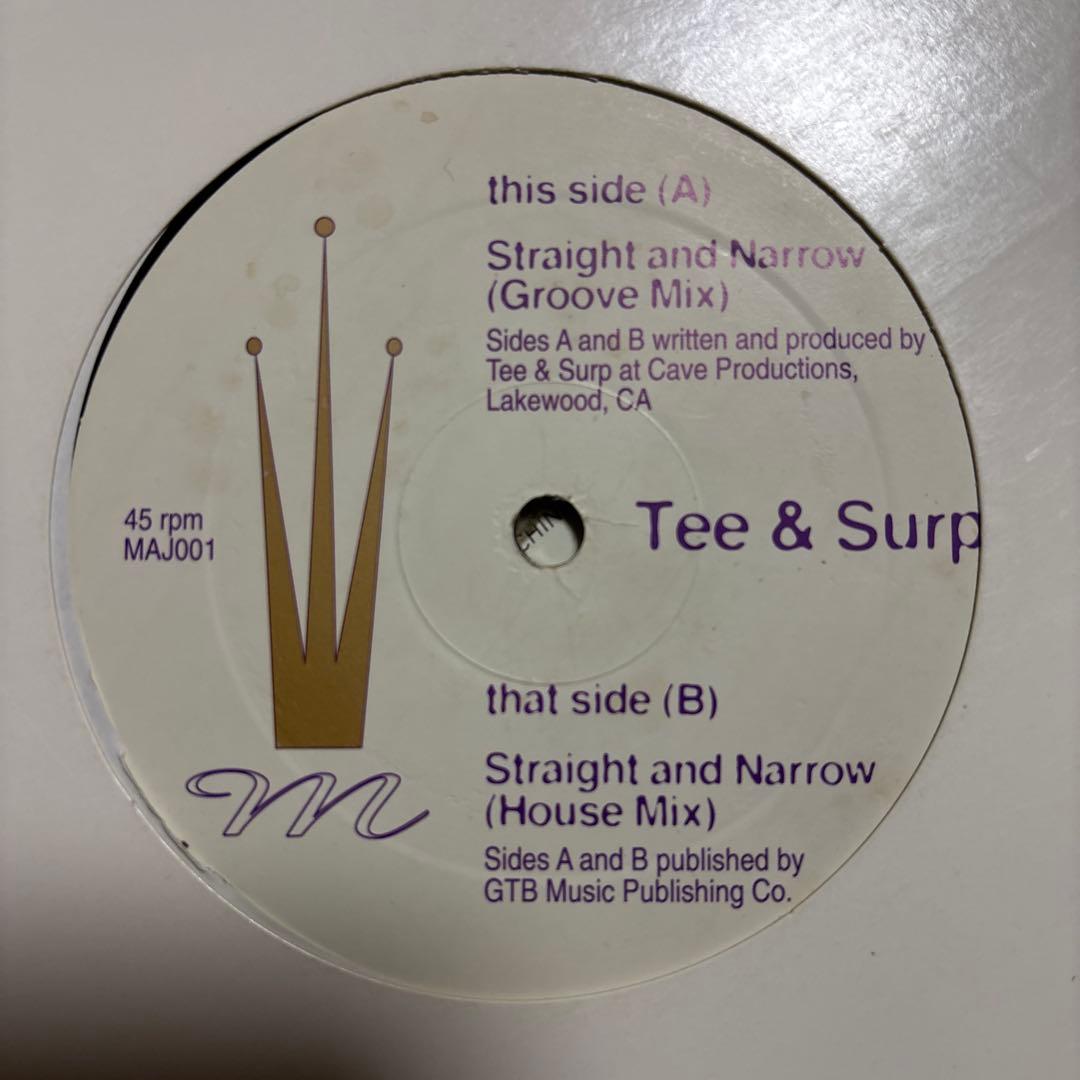 this side (A)
Straight and Narrow
(Groove Mix)
Sides A and B written and produced by
Tee & Surp at Cave Productions,
Lakewood, CA
45 rpm
MAJ001
Tee & Surp
CHIN
that side (B)
m
Straight and Narrow
(House Mix)
Sides A and B published by
GTB Music Publishing Co.